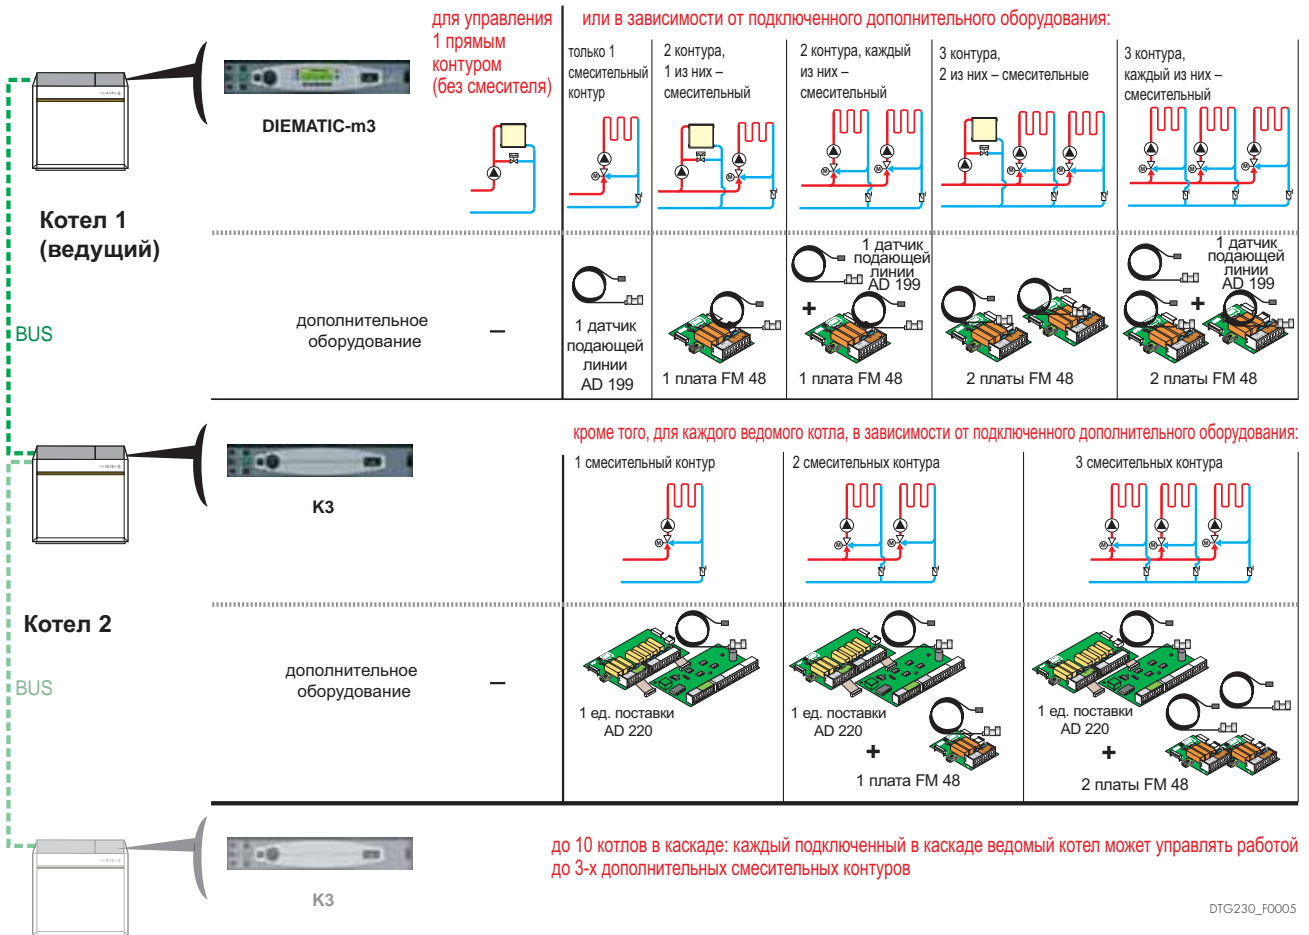 для управления
1 прямым
контуром
(без смесителя)
или в зависимости от подключенного дополнительного оборудования:
только 1
смесительный
контур
2 контура,
1 из них –
смесительный
2 контура, каждый
из них –
смесительный
3 контура,
2 из них – смесительные
3 контура,
каждый из них –
смесительный
DIEMATIC-m3
Котел 1
(ведущий)
BUS
дополнительное
оборудование
–
1 датчик
подающей
линии
AD 199
1 плата FM 48
1 датчик
подающей
линии
AD 199
+
1 плата FM 48
2 платы FM 48
1 датчик
подающей
линии
AD 199
+
2 платы FM 48
кроме того, для каждого ведомого котла, в зависимости от подключенного дополнительного оборудования:
K3
1 смесительный контур
2 смесительных контура
3 смесительных контура
Котел 2
BUS
дополнительное
оборудование
–
1 ед. поставки
AD 220
1 ед. поставки
AD 220
+
1 плата FM 48
1 ед. поставки
AD 220
+
2 платы FM 48
K3
до 10 котлов в каскаде: каждый подключенный в каскаде ведомый котел может управлять работой
до 3-х дополнительных смесительных контуров
DTG230_F0005